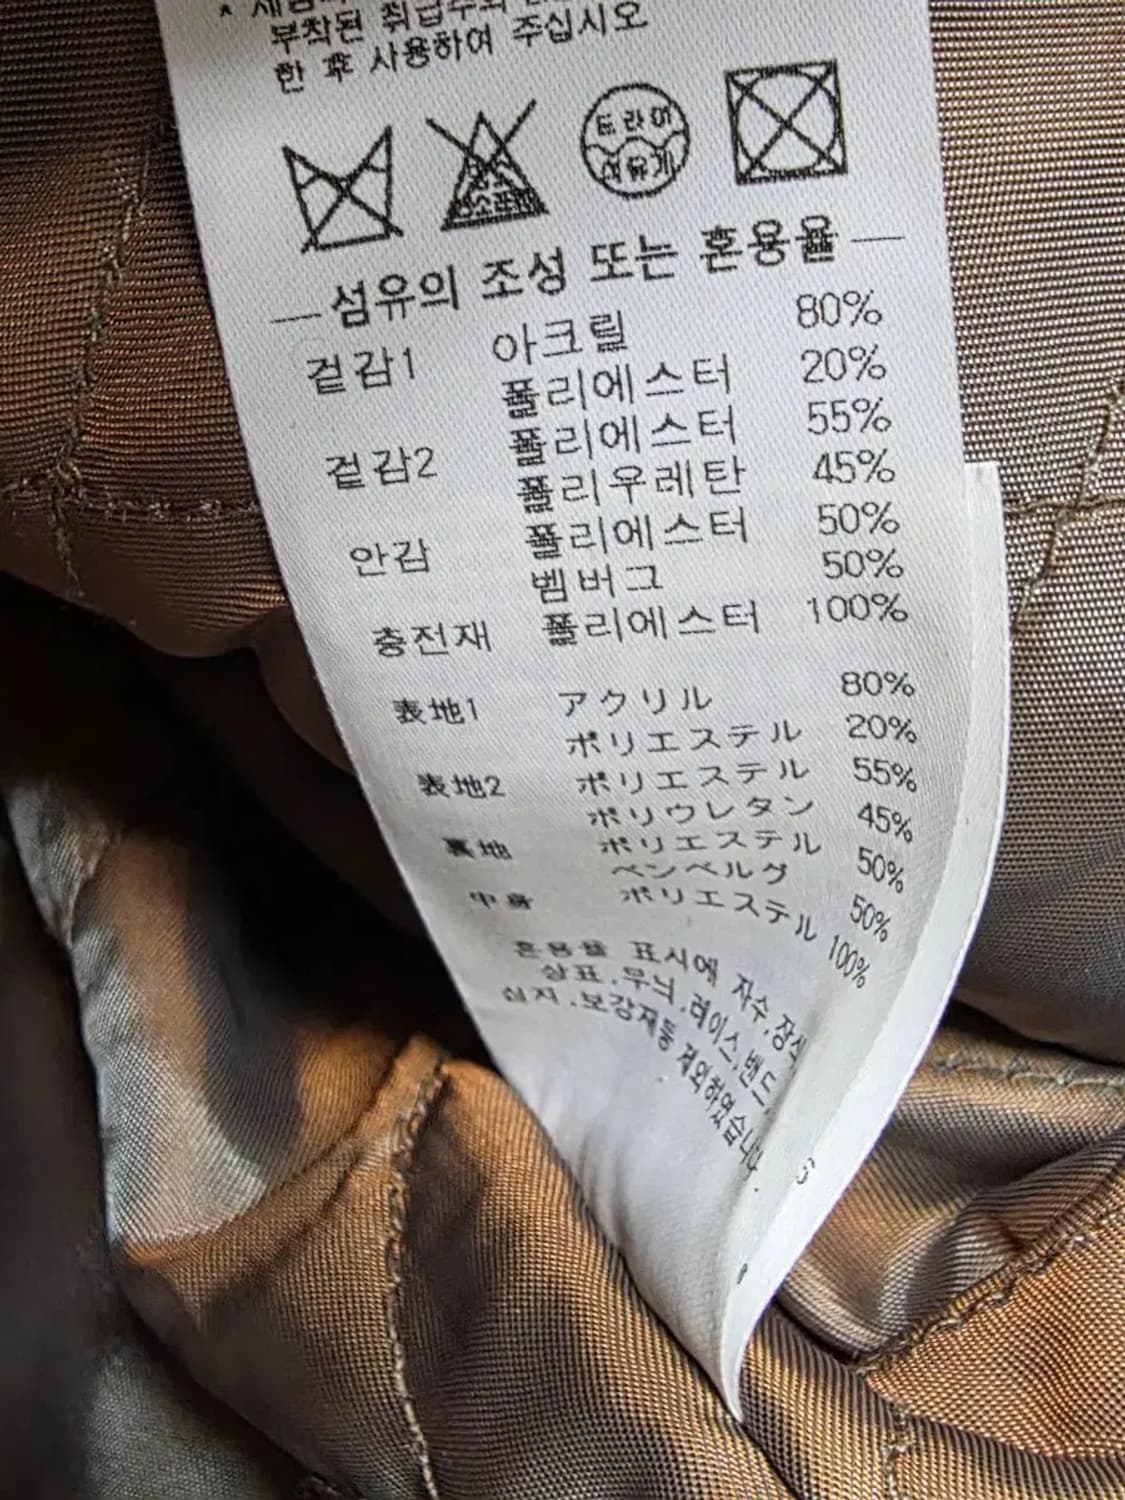 부착된 취급주의
한 후 사용하여 주십시오
드라이
석유계
섬유의 조성 또는 혼용율
겉감1 아크릴 80%
폴리에스터 20%
겉감2 폴리에스터 55%
폴리우레탄 45%
안감 폴리에스터 50%
벰버그 50%
충전재 폴리에스터 100%
表地1 アクリル 80%
ポリエステル 20%
表地2 ポリエステル 55%
ポリウレタン 45%
裏地 ポリエステル 50%
ベンベルグ 50%
中身 ポリエステル 100%
혼용율 표시에 자수,장식
상표,무늬,레이스,밴드,
심지,보강재등 제외하였습니다.